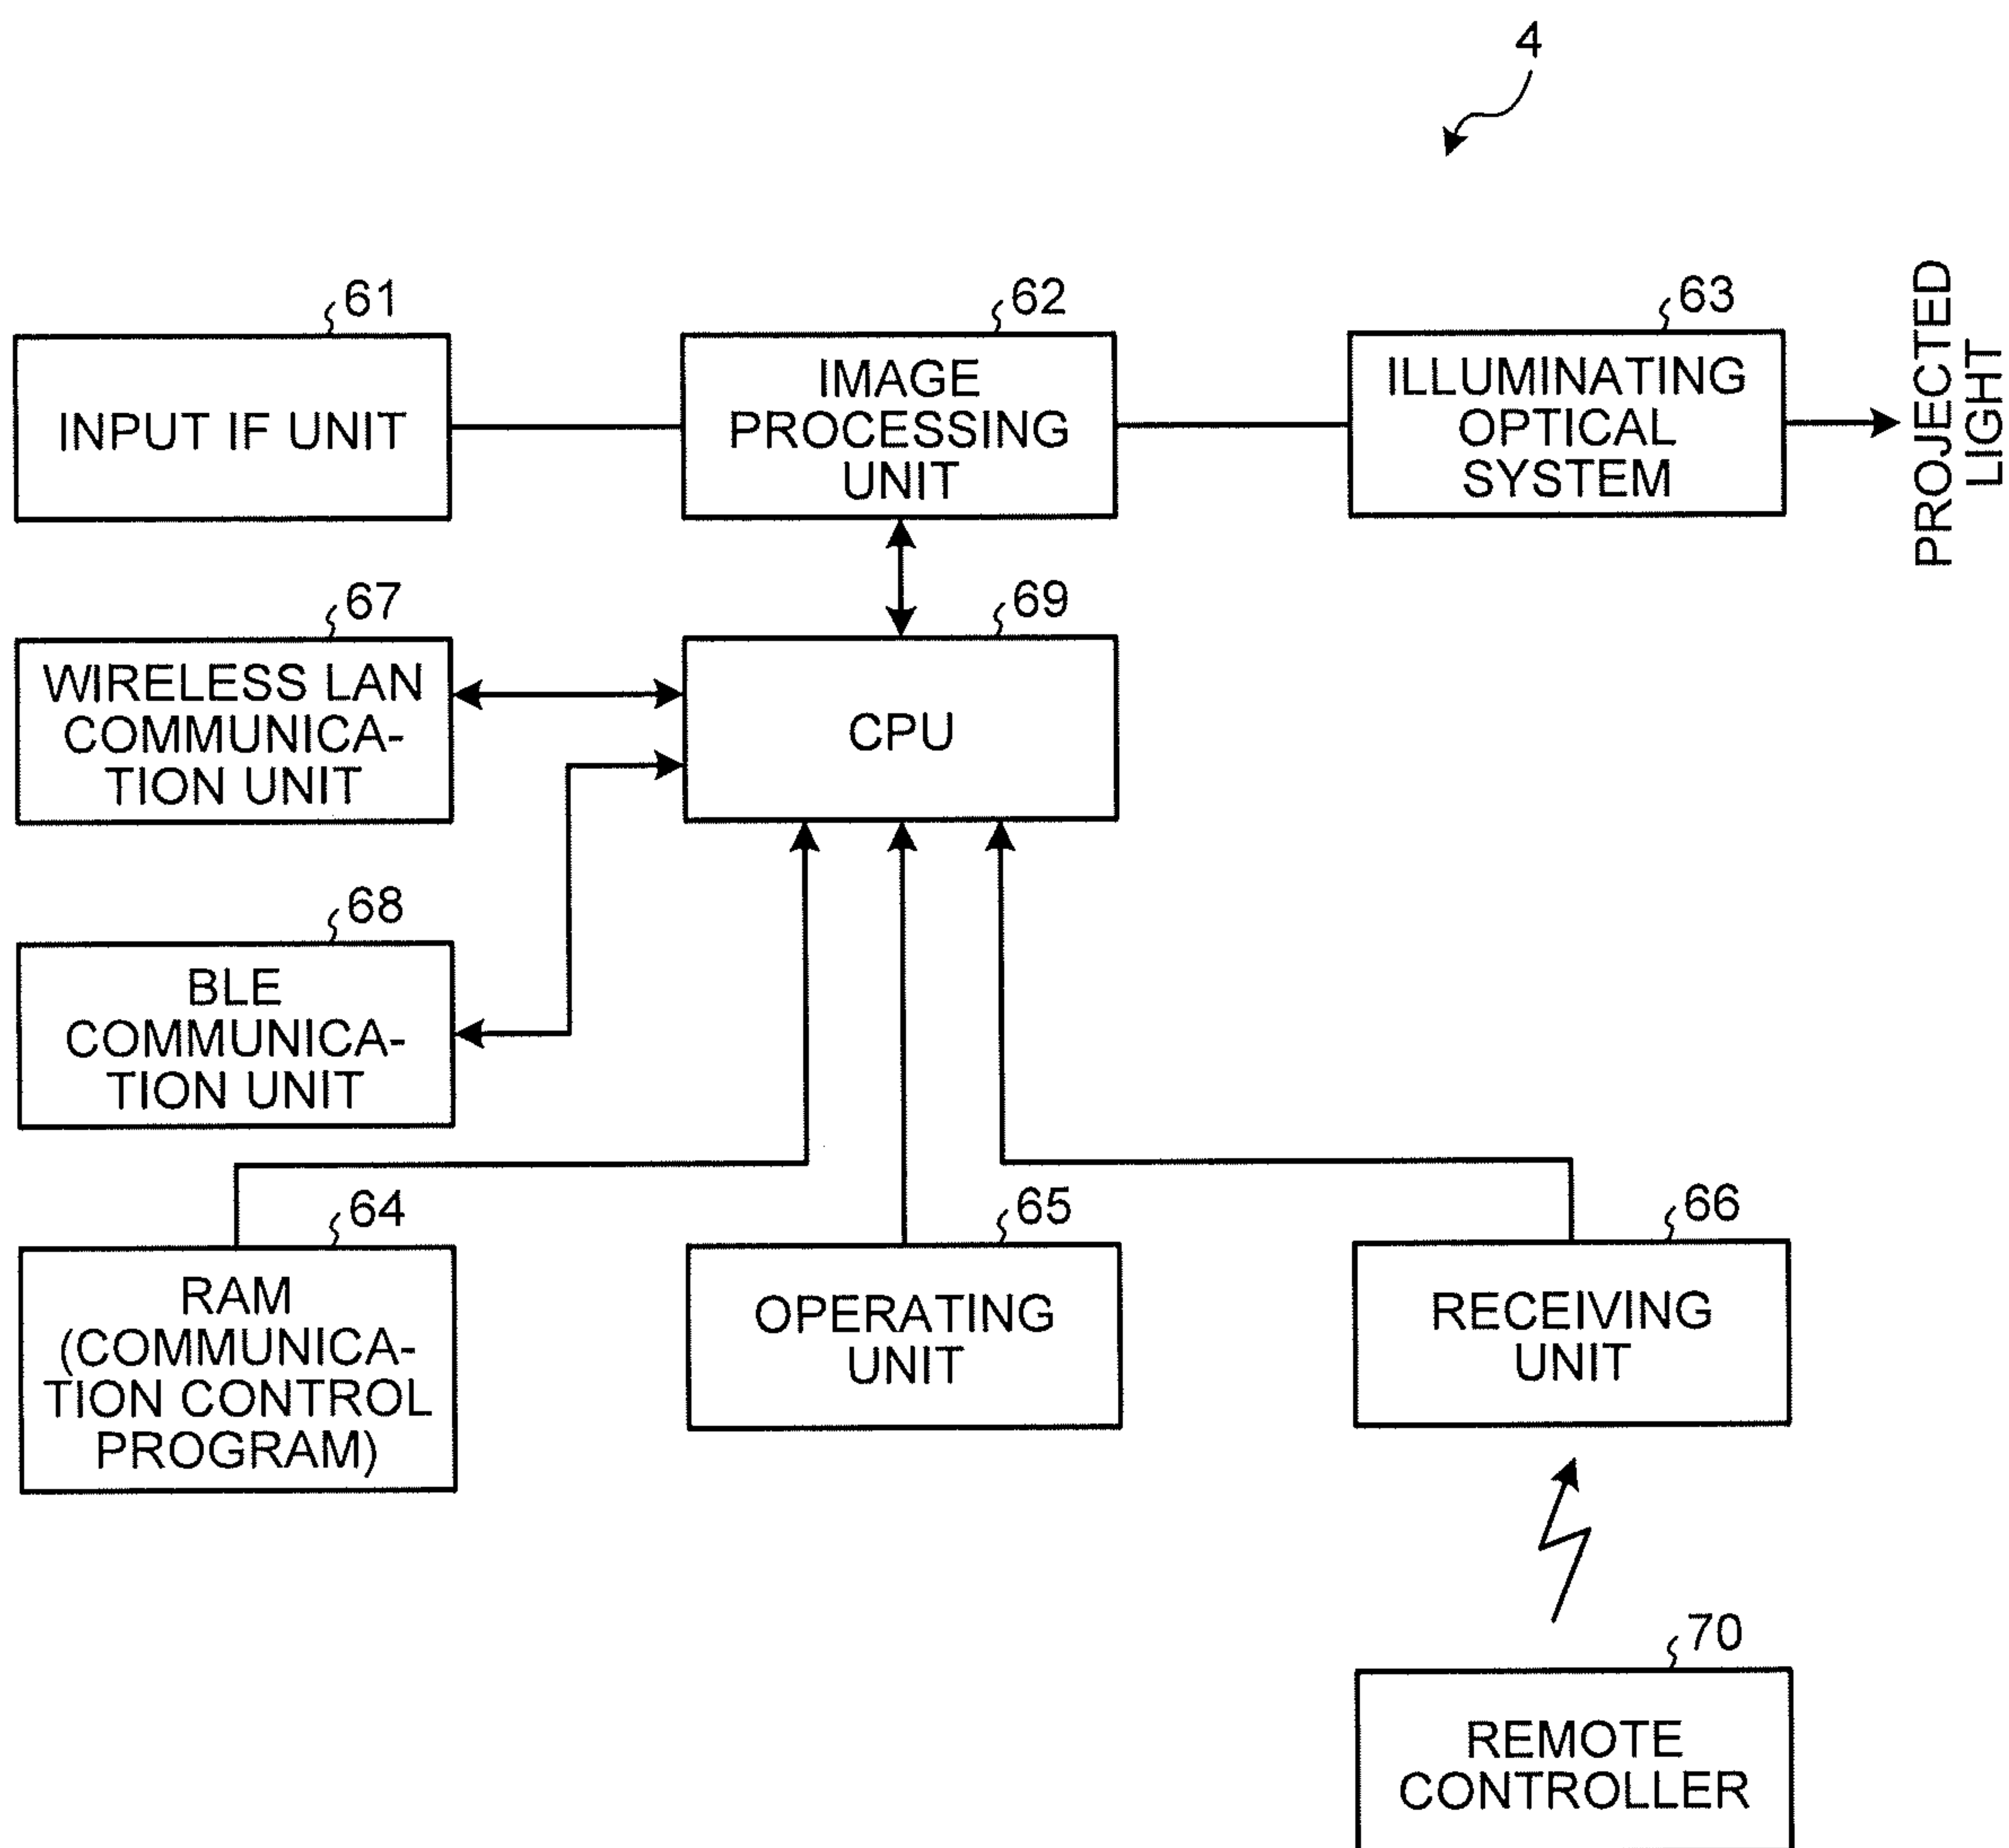 4
61
INPUT IF UNIT
62
IMAGE
PROCESSING
UNIT
63
ILLUMINATING
OPTICAL
SYSTEM
PROJECTED
LIGHT
67
WIRELESS LAN
COMMUNICA-
TION UNIT
69
CPU
68
BLE
COMMUNICA-
TION UNIT
64
RAM
(COMMUNICA-
TION CONTROL
PROGRAM)
65
OPERATING
UNIT
66
RECEIVING
UNIT
70
REMOTE
CONTROLLER